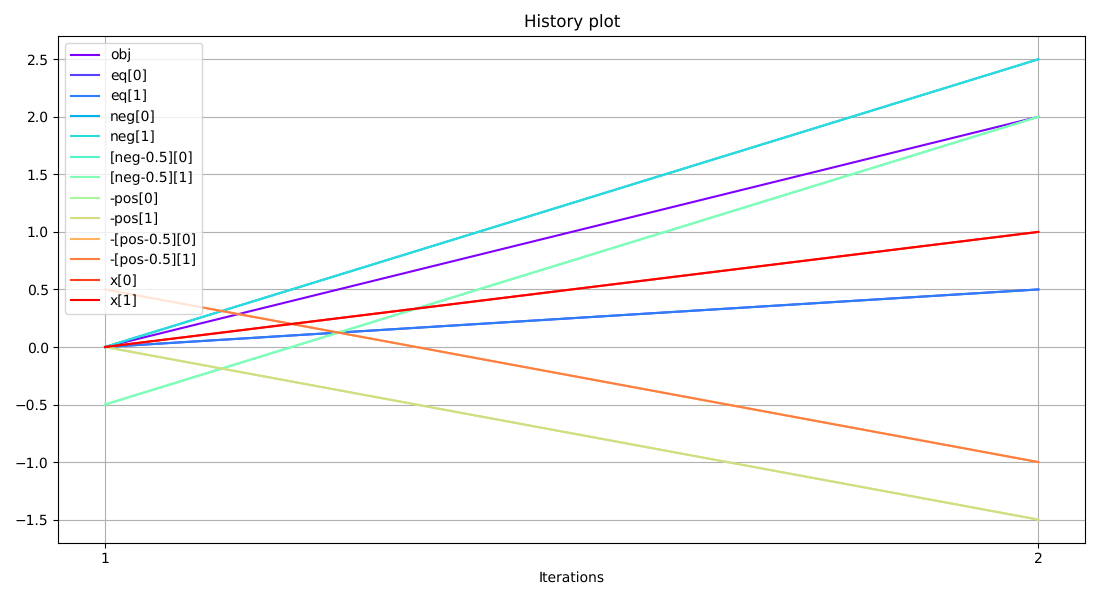 History plot
2.5
2.0
1.5
1.0
0.5
0.0
−0.5
−1.0
−1.5
obj
eq[0]
eq[1]
neg[0]
neg[1]
[neg-0.5][0]
[neg-0.5][1]
-pos[0]
-pos[1]
-[pos-0.5][0]
-[pos-0.5][1]
x[0]
x[1]
1
2
Iterations